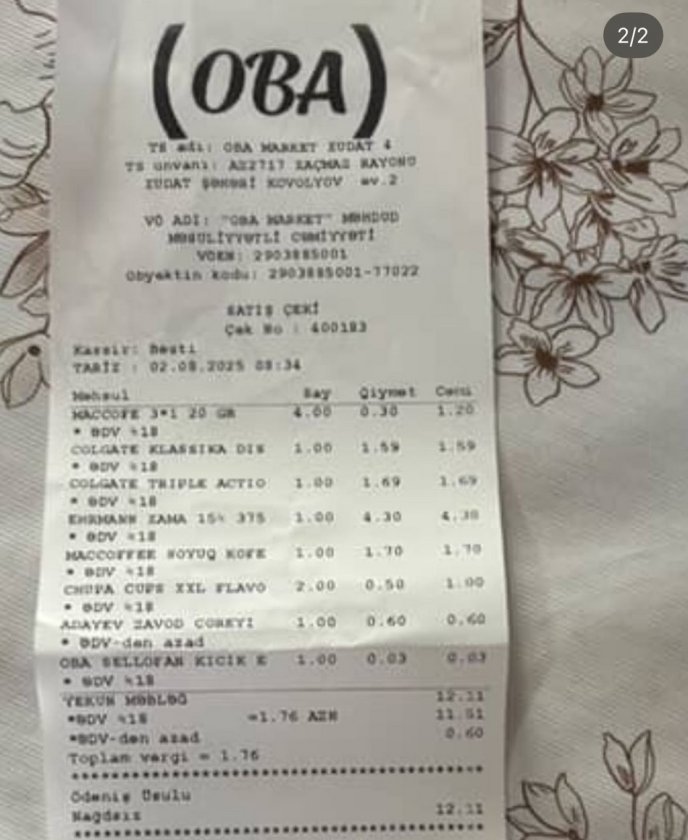 2/2
(OBA)
TS adı: OBA MARKET XUDAT 4
TS ünvanı: AZ2717 XAÇMAZ RAYONU
XUDAT ŞƏHƏRİ KOVOLYOV ev.2
VÖ ADI: "OBA MARKET" MƏHDUD
MƏSULİYYƏTLİ CƏMİYYƏTİ
VÖEN: 2903885001
Obyektin kodu: 2903885001-77022
SATIŞ ÇEKİ
Çek No : 400183
Kassir: Besti
TARİX : 02.08.2025 08:34
Məhsul Say Qiymət Cəmi
MACCOFE 3*1 20 GR 4.00 0.30 1.20
* ƏDV %18
COLGATE KLASSIKA DIS 1.00 1.59 1.59
* ƏDV %18
COLGATE TRIPLE ACTIO 1.00 1.69 1.69
* ƏDV %18
EHRMANN XAMA 15% 375 1.00 4.30 4.30
* ƏDV %18
MACCOFFEE SOYUQ KOFE 1.00 1.70 1.70
* ƏDV %18
CHUPA CUPS XXL FLAVO 2.00 0.50 1.00
* ƏDV %18
ADAYEV ZAVOD COREYI 1.00 0.60 0.60
* ƏDV-dən azad
OBA SELLOFAN KICIK E 1.00 0.03 0.03
* ƏDV %18
YEKUN MƏBLƏĞ 12.11
*ƏDV %18 =1.76 AZN 11.51
*ƏDV-dən azad 0.60
Toplam vergi = 1.76
Ödəniş Üsulu
Nağdsız 12.11